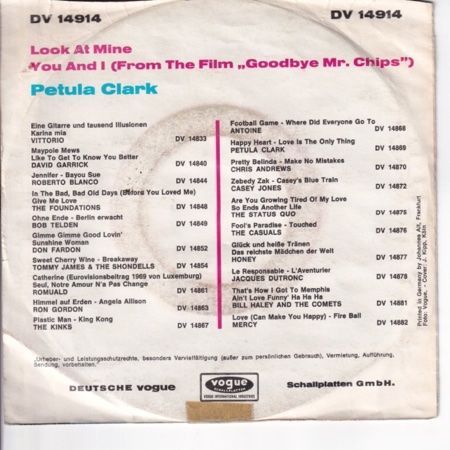 DV 14914
DV 14914
Look At Mine
You And I (From The Film „Goodbye Mr. Chips")
Petula Clark
Eine Gitarre und tausend Illusionen
Karina mia
VITTORIO DV 14833
Maypole Mews
Like To Get To Know You Better
DAVID GARRICK DV 14840
Jennifer - Bayou Sue
ROBERTO BLANCO DV 14844
In The Bad, Bad Old Days (Before You Loved Me)
Give Me Love
THE FOUNDATIONS DV 14848
Ohne Ende - Berlin erwacht
BOB TELDEN DV 14849
Gimme Gimme Good Lovin'
Sunshine Woman
DON FARDON DV 14852
Sweet Cherry Wine - Breakaway
TOMMY JAMES & THE SHONDELLS DV 14854
Catherine (Eurovisionsbeitrag 1969 von Luxemburg)
Seul, Notre Amour N'a Pas Change
ROMUALD DV 14861
Himmel auf Erden - Angela Allison
RON GORDON DV 14863
Plastic Man - King Kong
THE KINKS DV 14867
Football Game - Where Did Everyone Go To
ANTOINE DV 14868
Happy Heart - Love Is The Only Thing
PETULA CLARK DV 14869
Pretty Belinda - Make No Mistakes
CHRIS ANDREWS DV 14870
Zebedy Zak - Casey's Blue Train
CASEY JONES DV 14872
Are You Growing Tired Of My Love
So Ends Another Life
THE STATUS QUO DV 14875
Fool's Paradise - Touched
THE CASUALS DV 14876
Glück und heiße Tränen
Das reichste Mädchen der Welt
HONEY DV 14877
La Responsable - L'Aventurier
JACQUES DUTRONC DV 14878
That's How I Got To Memphis
Ain't Love Funny' Ha Ha Ha
BILL HALEY AND THE COMETS DV 14881
Love (Can Make You Happy) - Fire Ball
MERCY DV 14882
Printed in Germany by Johannes Alt, Frankfurt
Foto: Vogue. - Cover: J. Kipp, Köln
„Urheber- und Leistungsschutzrechte, besonders Vervielfältigung (außer zum persönlichen Gebrauch), Vermietung, Aufführung,
Sendung, vorbehalten."
DEUTSCHE VOGUE
vogue
SCHALLPLATTEN
VOGUE INTERNATIONAL INDUSTRIES
Schallplatten GmbH.